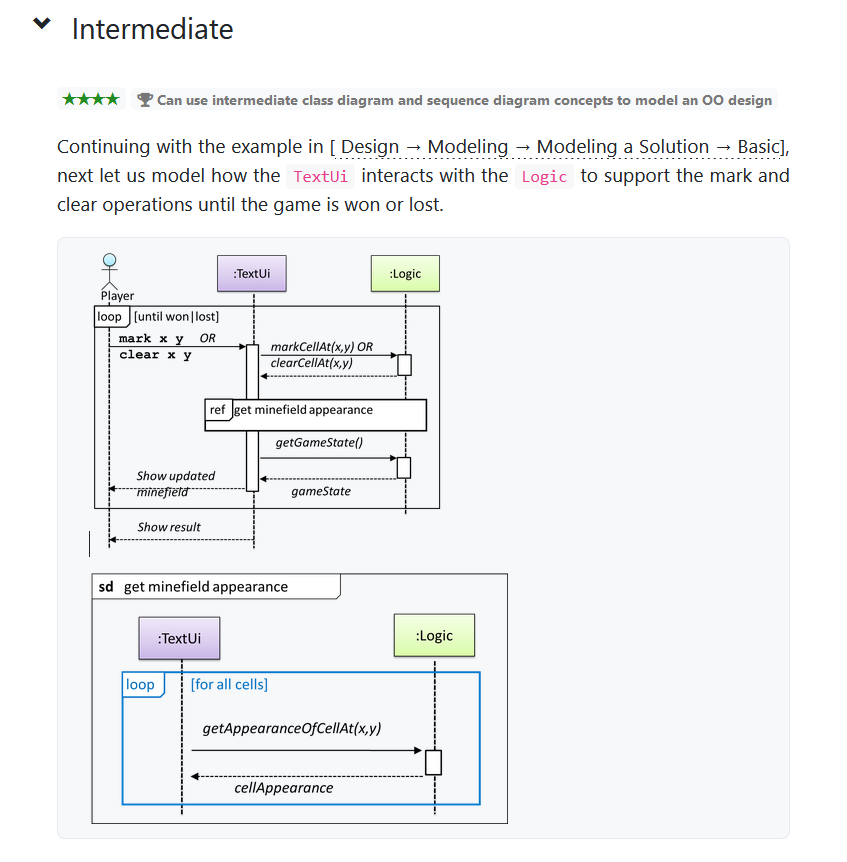 Intermediate
★★★★ 🏆 Can use intermediate class diagram and sequence diagram concepts to model an OO design
Continuing with the example in [ Design → Modeling → Modeling a Solution → Basic],
next let us model how the TextUi interacts with the Logic to support the mark and
clear operations until the game is won or lost.
Player
:TextUi
:Logic
loop [until won|lost]
mark x y OR
clear x y
markCellAt(x,y) OR
clearCellAt(x,y)
ref get minefield appearance
getGameState()
gameState
Show updated
minefield
Show result
sd get minefield appearance
:TextUi
:Logic
loop [for all cells]
getAppearanceOfCellAt(x,y)
cellAppearance